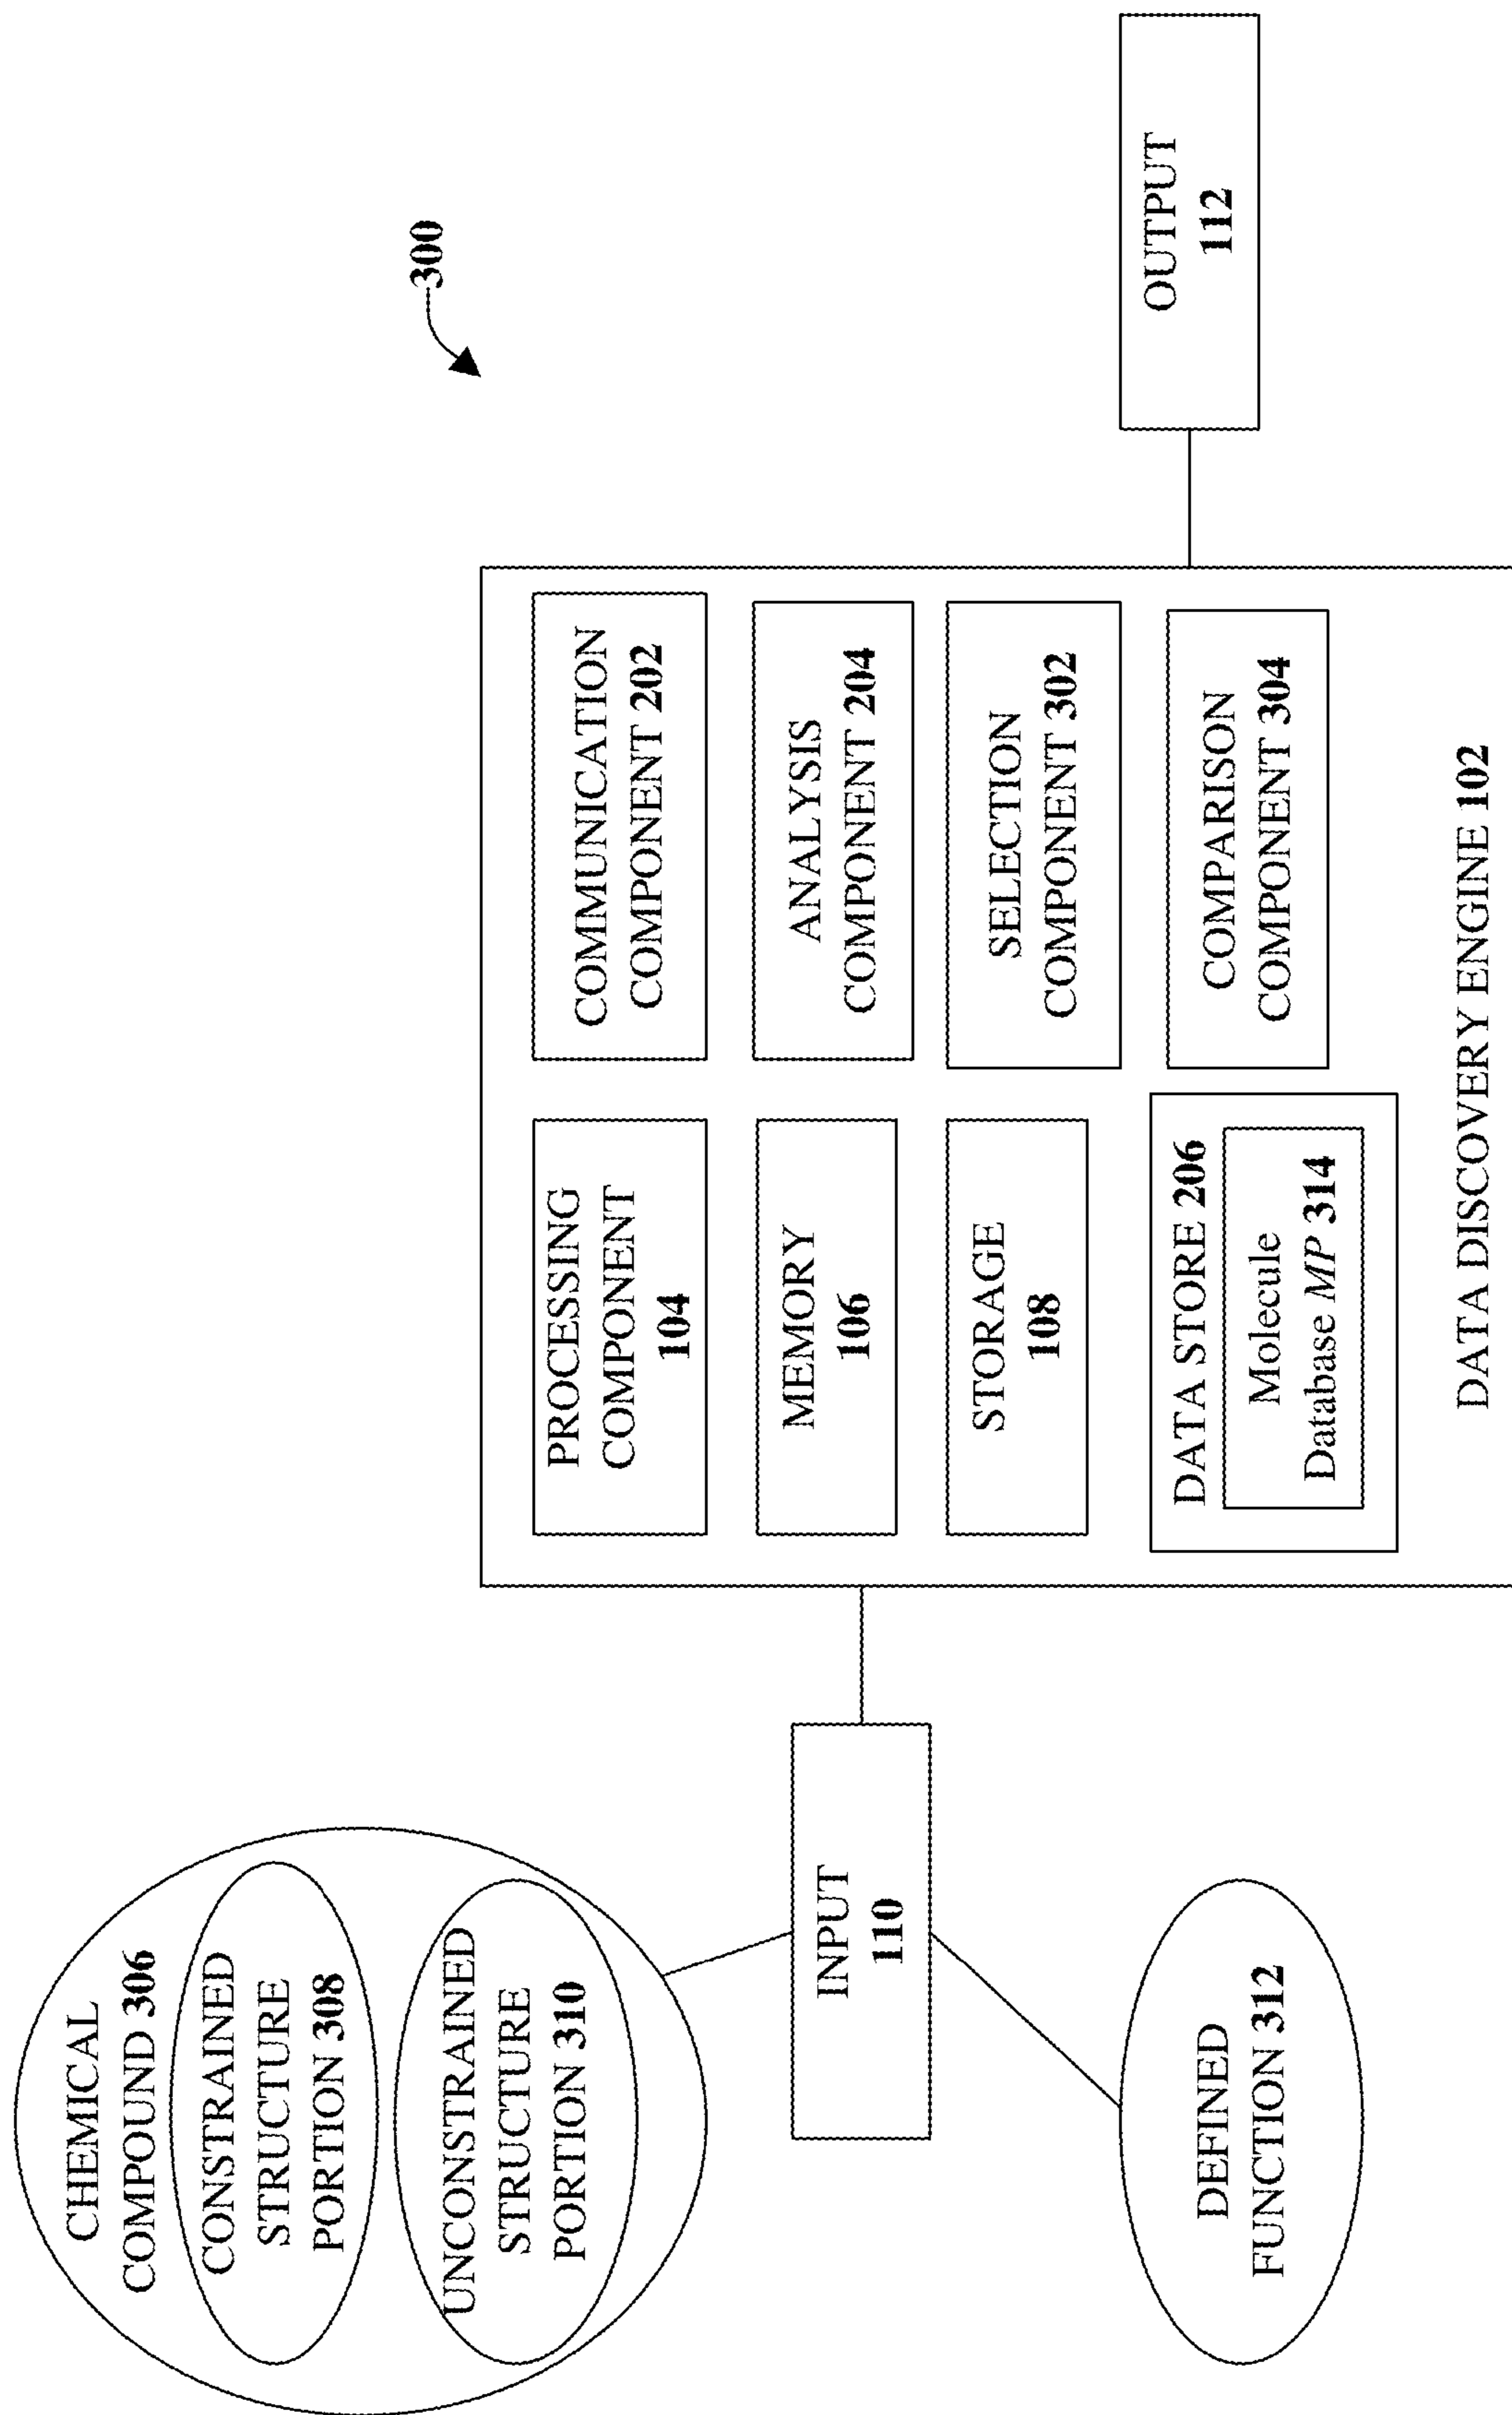 300
CHEMICAL
COMPOUND 306
CONSTRAINED
STRUCTURE
PORTION 308
UNCONSTRAINED
STRUCTURE
PORTION 310
INPUT
110
DEFINED
FUNCTION 312
PROCESSING
COMPONENT
104
MEMORY
106
STORAGE
108
DATA STORE 206
Molecule
Database MP 314
COMMUNICATION
COMPONENT 202
ANALYSIS
COMPONENT 204
SELECTION
COMPONENT 302
COMPARISON
COMPONENT 304
DATA DISCOVERY ENGINE 102
OUTPUT
112